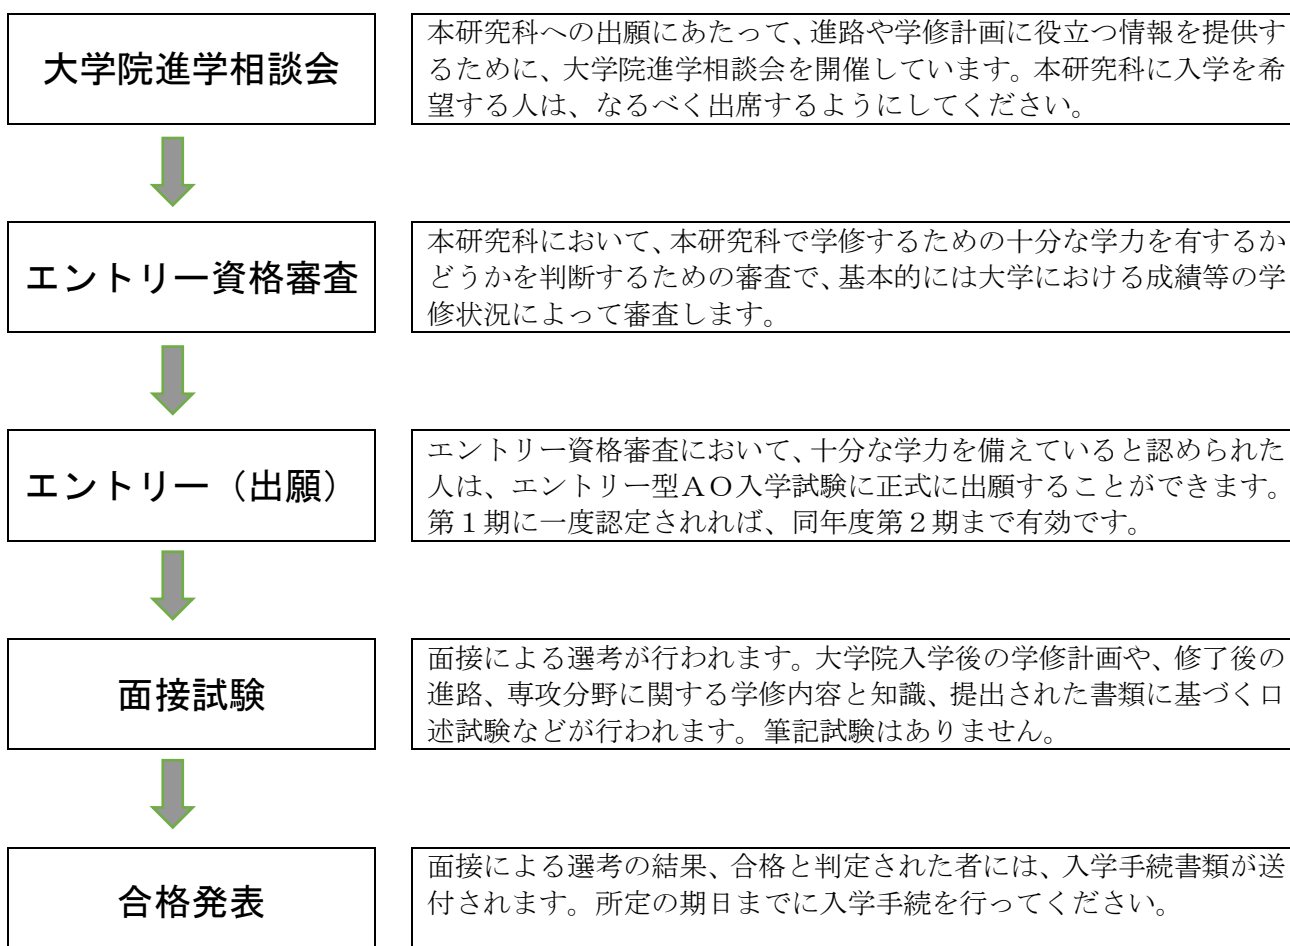 大学院進学相談会
本研究科への出願にあたって、進路や学修計画に役立つ情報を提供す
るために、大学院進学相談会を開催しています。本研究科に入学を希
望する人は、なるべく出席するようにしてください。
エントリー資格審査
本研究科において、本研究科で学修するための十分な学力を有するか
どうかを判断するための審査で、基本的には大学における成績等の学
修状況によって審査します。
エントリー（出願）
エントリー資格審査において、十分な学力を備えていると認められた
人は、エントリー型ＡＯ入学試験に正式に出願することができます。
第１期に一度認定されれば、同年度第２期まで有効です。
面接試験
面接による選考が行われます。大学院入学後の学修計画や、修了後の
進路、専攻分野に関する学修内容と知識、提出された書類に基づく口
述試験などが行われます。筆記試験はありません。
合格発表
面接による選考の結果、合格と判定された者には、入学手続書類が送
付されます。所定の期日までに入学手続を行ってください。